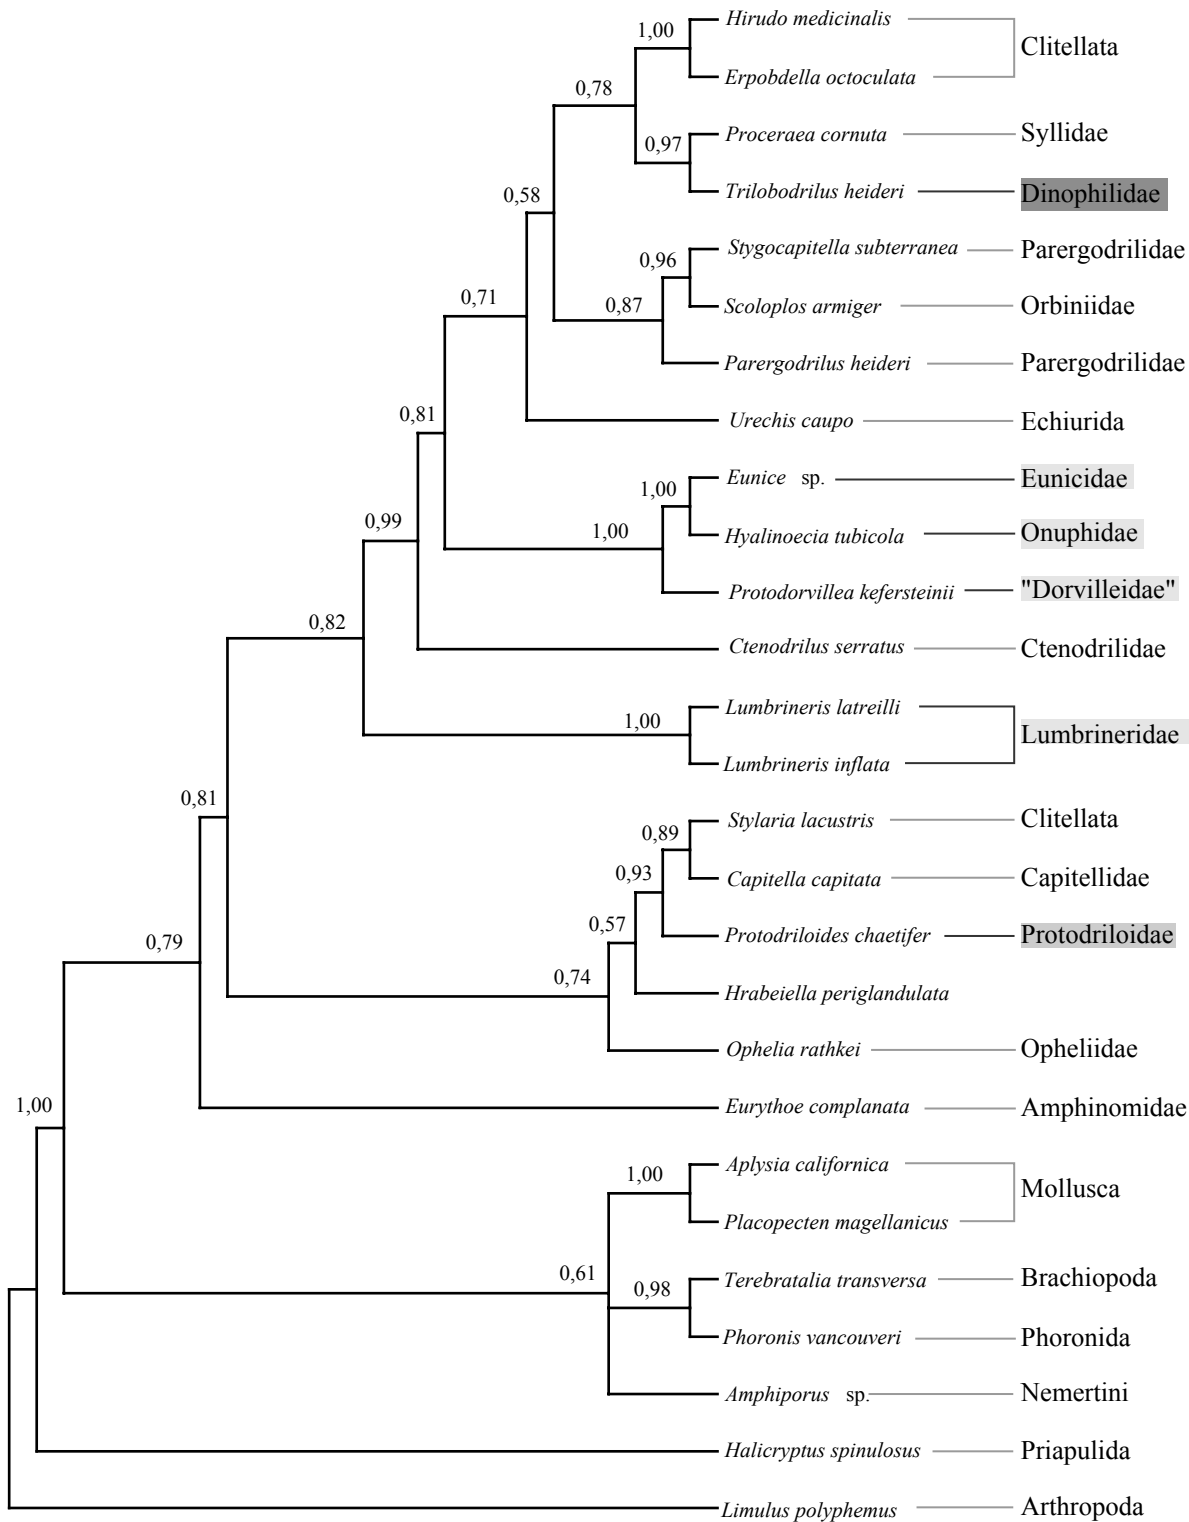 1,00
Hirudo medicinalis
Clitellata
0,78
Erpobdella octoculata
0,97
Proceraea cornuta
Syllidae
0,58
Trilobodrilus heideri
Dinophilidae
0,96
Stygocapitella subterranea
Parergodrilidae
0,71
0,87
Scoloplos armiger
Orbiniidae
Parergodrilus heideri
Parergodrilidae
0,81
Urechis caupo
Echiurida
1,00
Eunice sp.
Eunicidae
0,99
1,00
Hyalinoecia tubicola
Onuphidae
Protodorvillea kefersteinii
"Dorvilleidae"
0,82
Ctenodrilus serratus
Ctenodrilidae
1,00
Lumbrineris latreilli
Lumbrineridae
Lumbrineris inflata
0,81
0,89
Stylaria lacustris
Clitellata
0,93
Capitella capitata
Capitellidae
0,79
0,57
Protodriloides chaetifer
Protodriloidae
0,74
Hrabeiella periglandulata
Ophelia rathkei
Opheliidae
1,00
Eurythoe complanata
Amphinomidae
1,00
Aplysia californica
Mollusca
Placopecten magellanicus
0,61
0,98
Terebratalia transversa
Brachiopoda
Phoronis vancouveri
Phoronida
Amphiporus sp.
Nemertini
Halicryptus spinulosus
Priapulida
Limulus polyphemus
Arthropoda